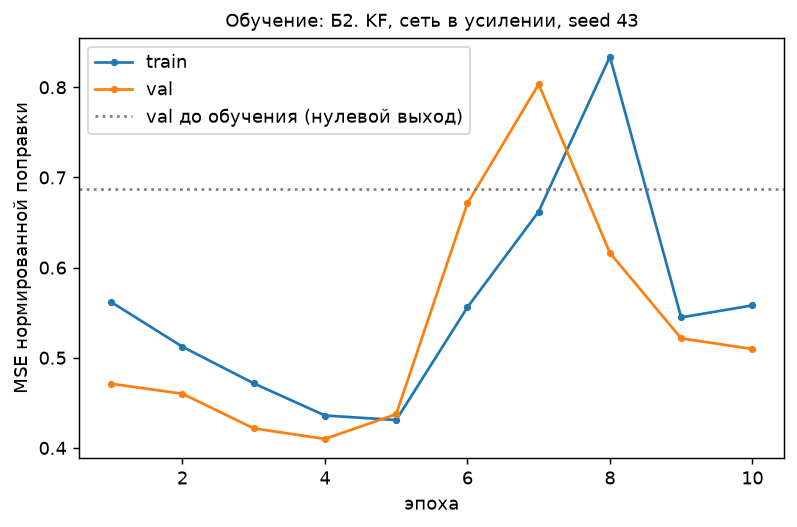 Обучение: Б2. KF, сеть в усилении, seed 43
train
val
val до обучения (нулевой выход)
MSE нормированной поправки
0.8
0.7
0.6
0.5
0.4
2
4
6
8
10
эпоха